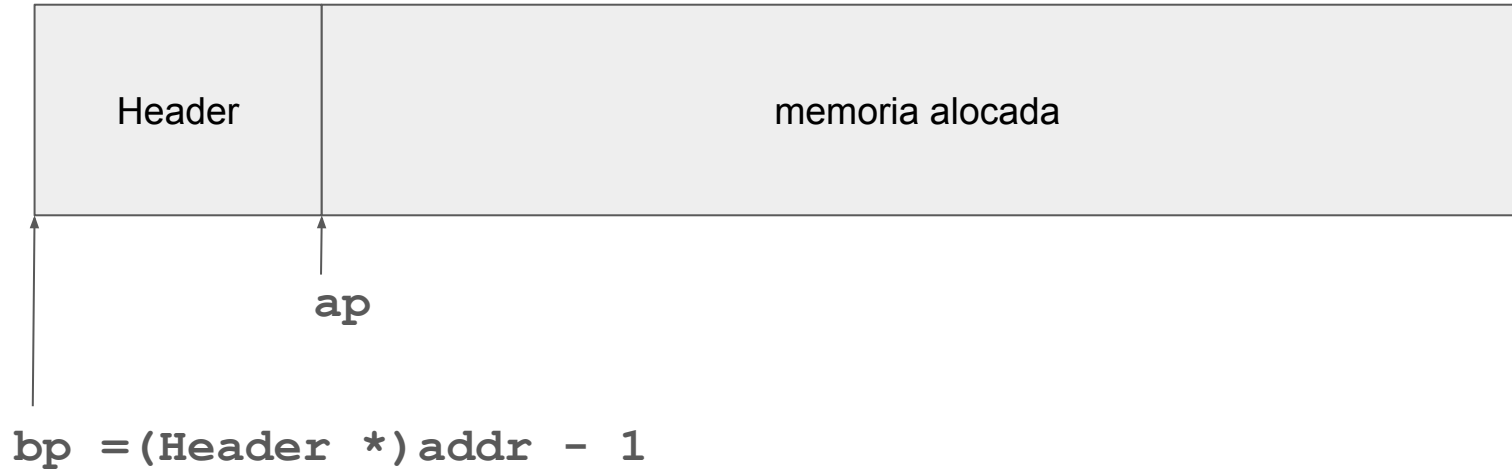 Header
memoria alocada
ap
bp =(Header *)addr - 1